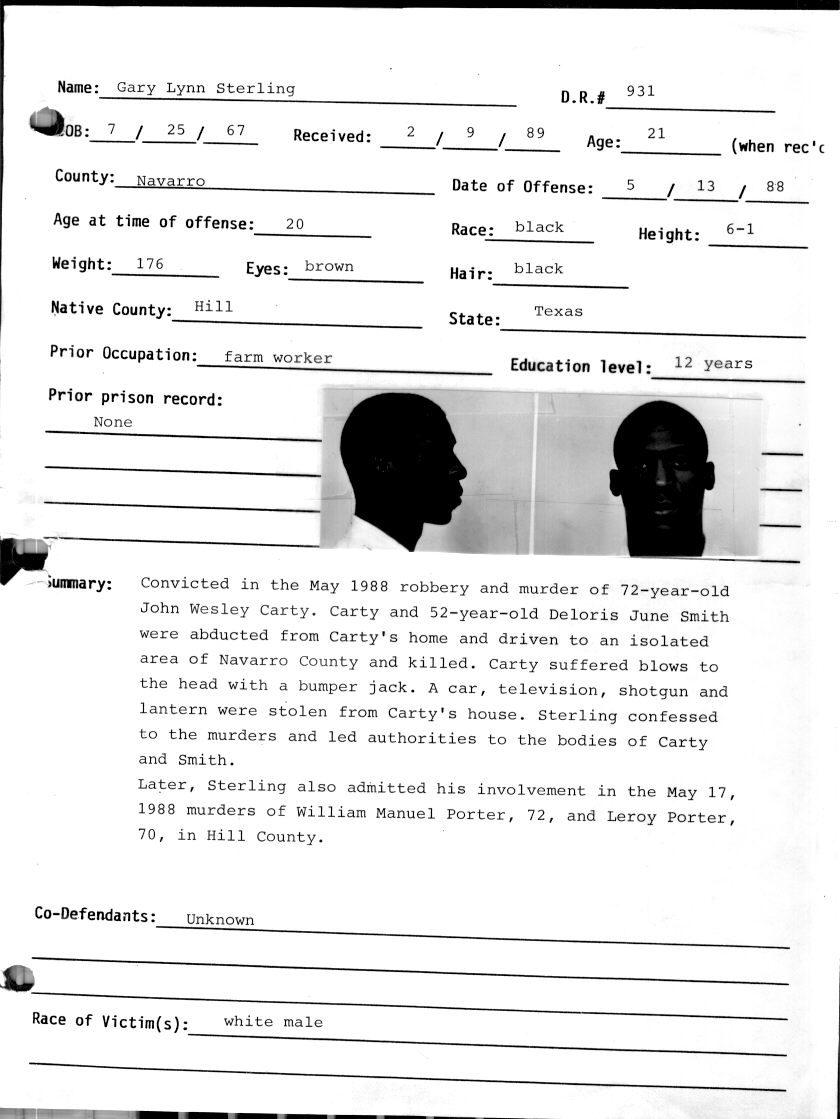 Name: Gary Lynn Sterling D.R.# 931
DOB: 7 / 25 / 67 Received: 2 / 9 / 89 Age: 21 (when rec'd
County: Navarro Date of Offense: 5 / 13 / 88
Age at time of offense: 20 Race: black Height: 6-1
Weight: 176 Eyes: brown Hair: black
Native County: Hill State: Texas
Prior Occupation: farm worker Education level: 12 years
Prior prison record:
None
Summary: Convicted in the May 1988 robbery and murder of 72-year-old
John Wesley Carty. Carty and 52-year-old Deloris June Smith
were abducted from Carty's home and driven to an isolated
area of Navarro County and killed. Carty suffered blows to
the head with a bumper jack. A car, television, shotgun and
lantern were stolen from Carty's house. Sterling confessed
to the murders and led authorities to the bodies of Carty
and Smith.
Later, Sterling also admitted his involvement in the May 17,
1988 murders of William Manuel Porter, 72, and Leroy Porter,
70, in Hill County.
Co-Defendants: Unknown
Race of Victim(s): white male